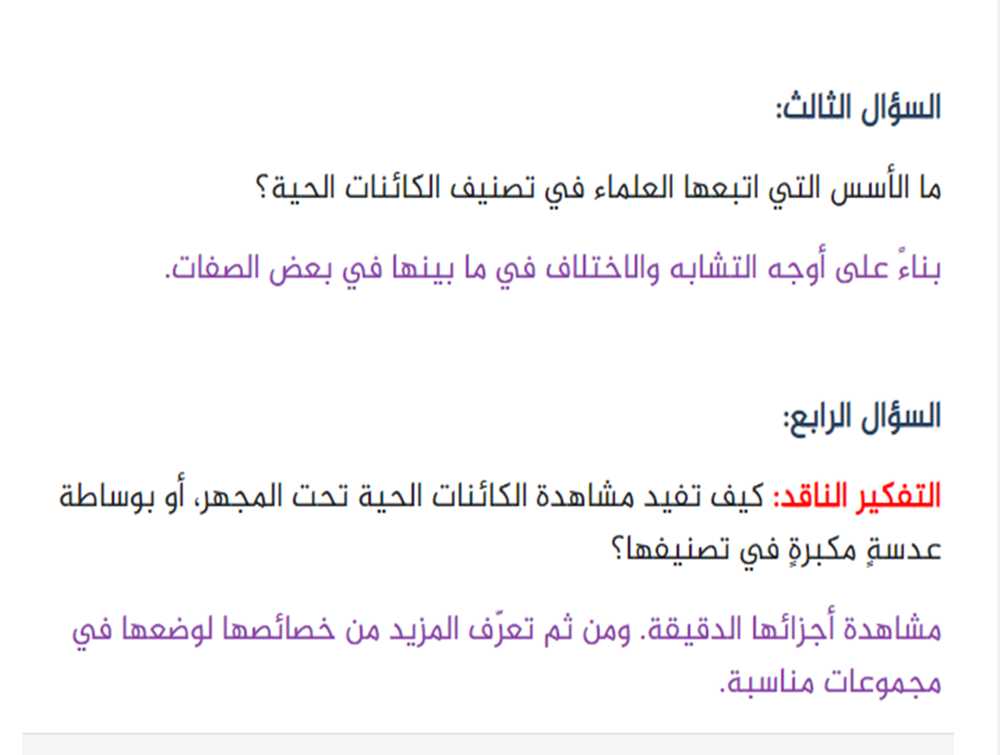 السؤال الثالث:
ما الأسس التي اتبعها العلماء في تصنيف الكائنات الحية؟
بناءً على أوجه التشابه والاختلاف في ما بينها في بعض الصفات.
السؤال الرابع:
التفكير الناقد: كيف تفيد مشاهدة الكائنات الحية تحت المجهر، أو بوساطة
عدسةٍ مكبرةٍ في تصنيفها؟
مشاهدة أجزائها الدقيقة. ومن ثم تعرّف المزيد من خصائصها لوضعها في
مجموعات مناسبة.